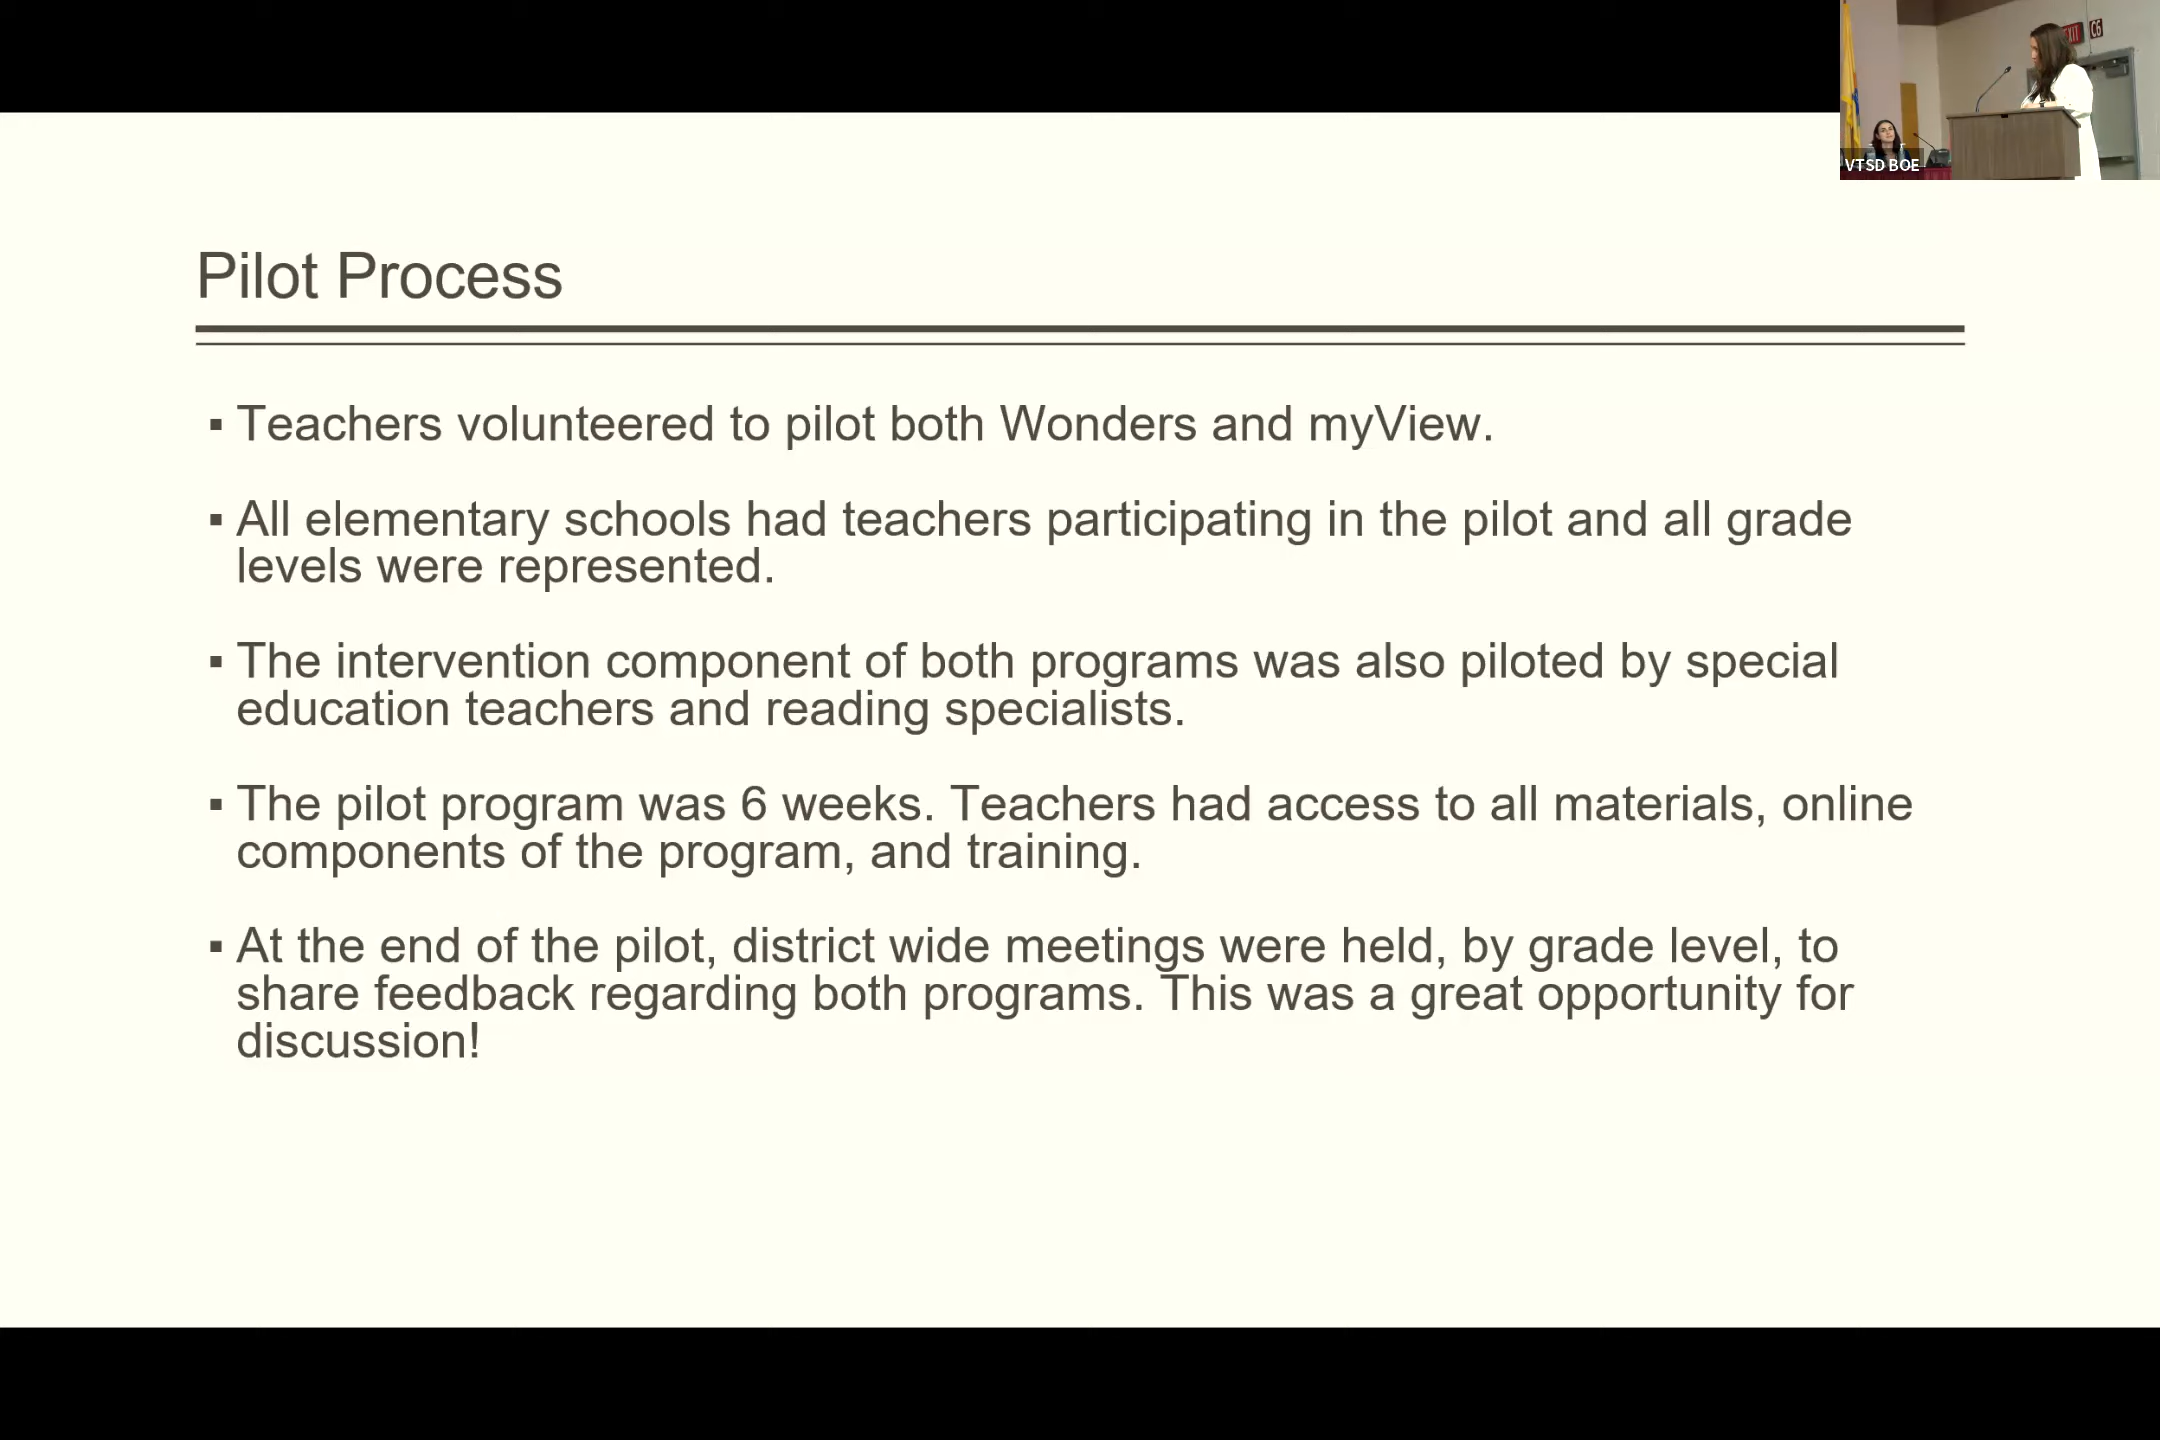 Pilot Process
▪ Teachers volunteered to pilot both Wonders and myView.
▪ All elementary schools had teachers participating in the pilot and all grade
levels were represented.
▪ The intervention component of both programs was also piloted by special
education teachers and reading specialists.
▪ The pilot program was 6 weeks. Teachers had access to all materials, online
components of the program, and training.
▪ At the end of the pilot, district wide meetings were held, by grade level, to
share feedback regarding both programs. This was a great opportunity for
discussion!
C6
VTSD BOE